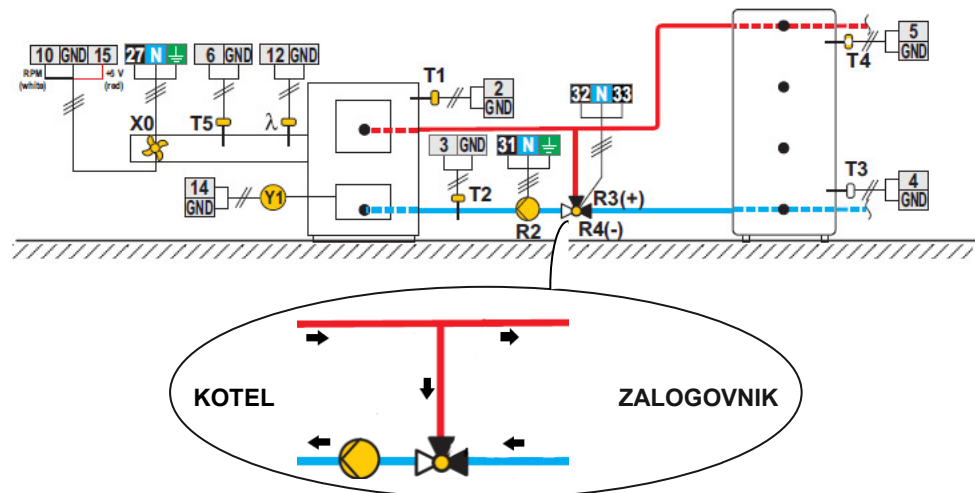 10 GND 15
RPM (white)
+5 V (red)
27 N
6 GND
12 GND
T1
2
GND
32 N 33
5
GND
T4
X0
T5
λ
3 GND
31 N
14
GND
Y1
T2
R2
R3(+)
R4(-)
T3
4
GND
KOTEL
ZALOGOVNIK